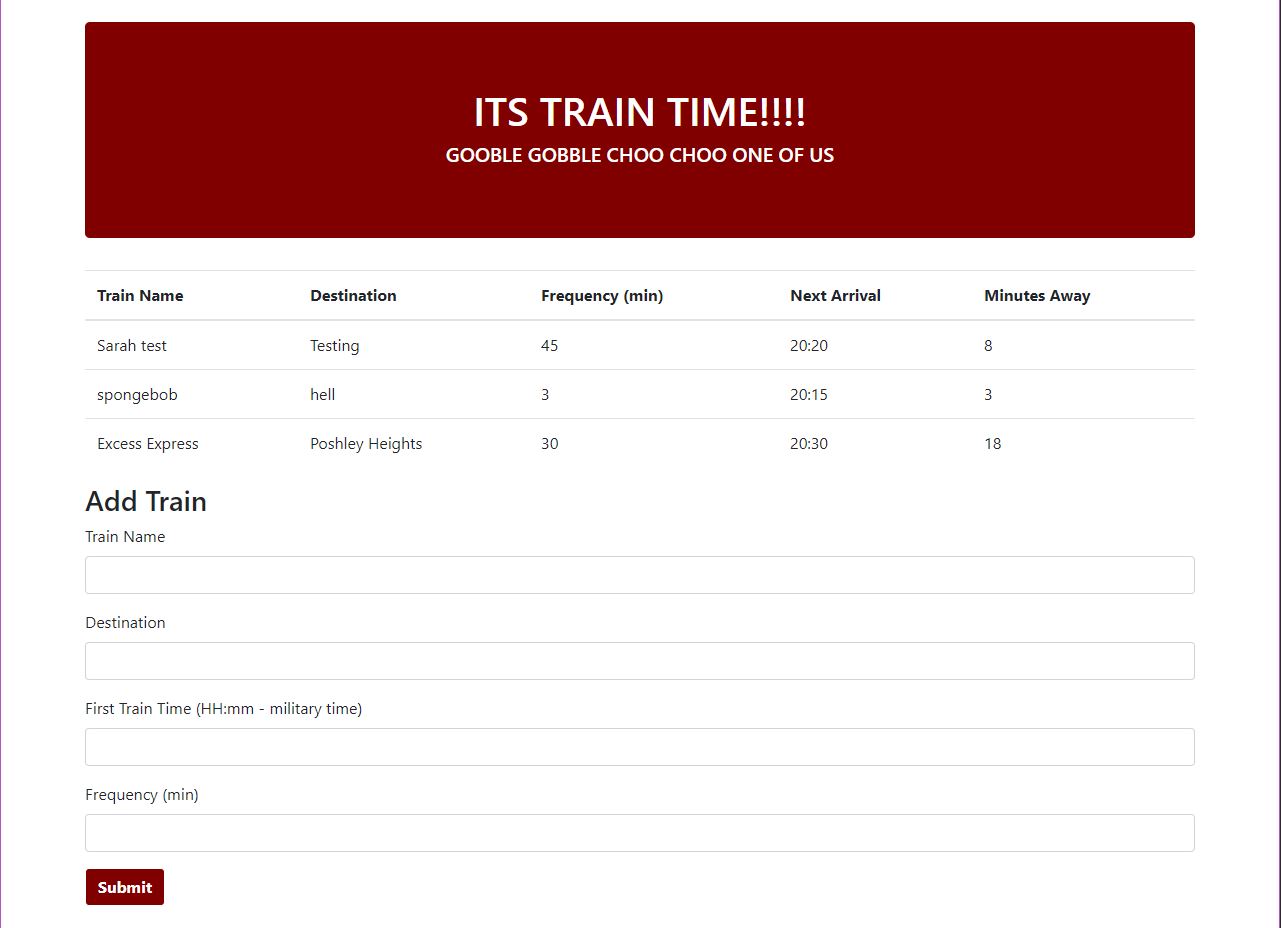 ITS TRAIN TIME!!!!
GOOBLE GOBBLE CHOO CHOO ONE OF US
Train Name Destination Frequency (min) Next Arrival Minutes Away
Sarah test Testing 45 20:20 8
spongebob hell 3 20:15 3
Excess Express Poshley Heights 30 20:30 18
Add Train
Train Name
Destination
First Train Time (HH:mm - military time)
Frequency (min)
Submit